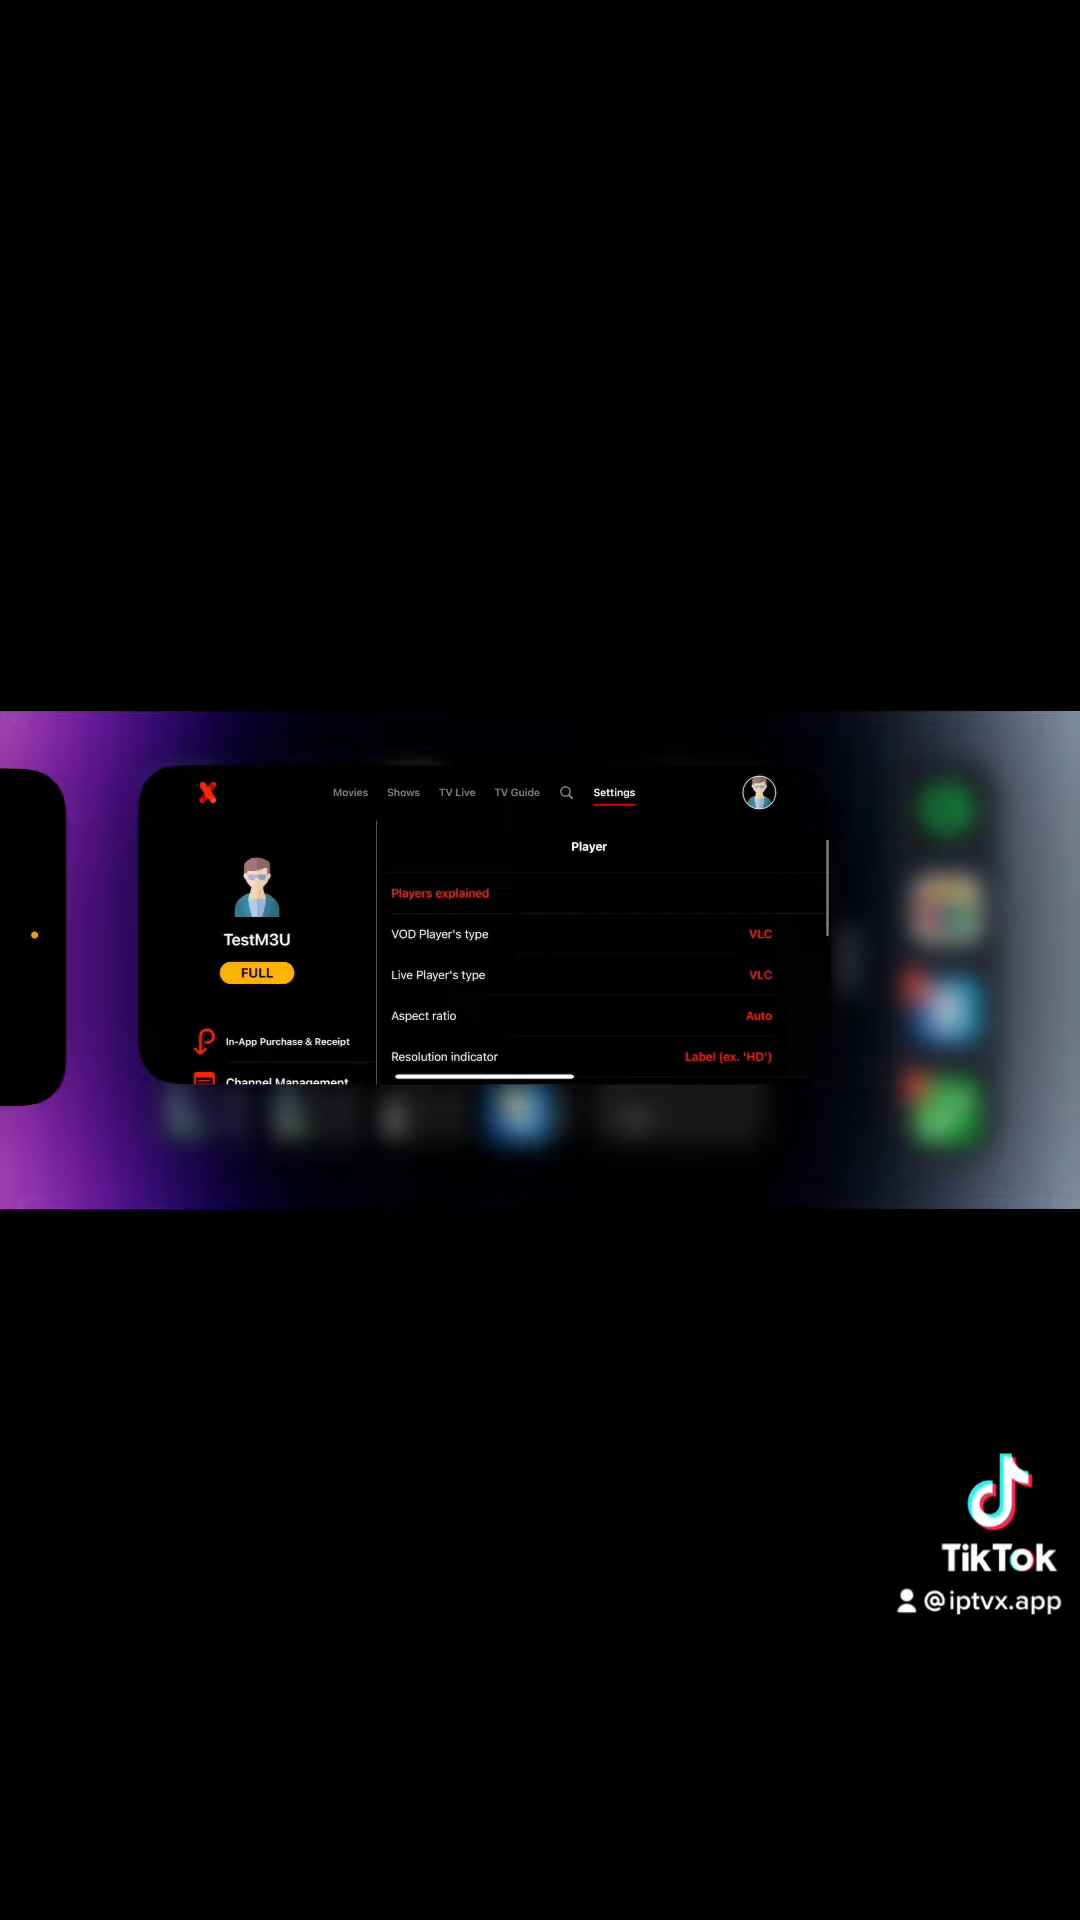 X
Movies Shows TV Live TV Guide Settings
TestM3U
FULL
In-App Purchase & Receipt
Channel Management
Player
Players explained
VOD Player's type VLC
Live Player's type VLC
Aspect ratio Auto
Resolution indicator Label (ex. 'HD')
TikTok
@iptvx.app